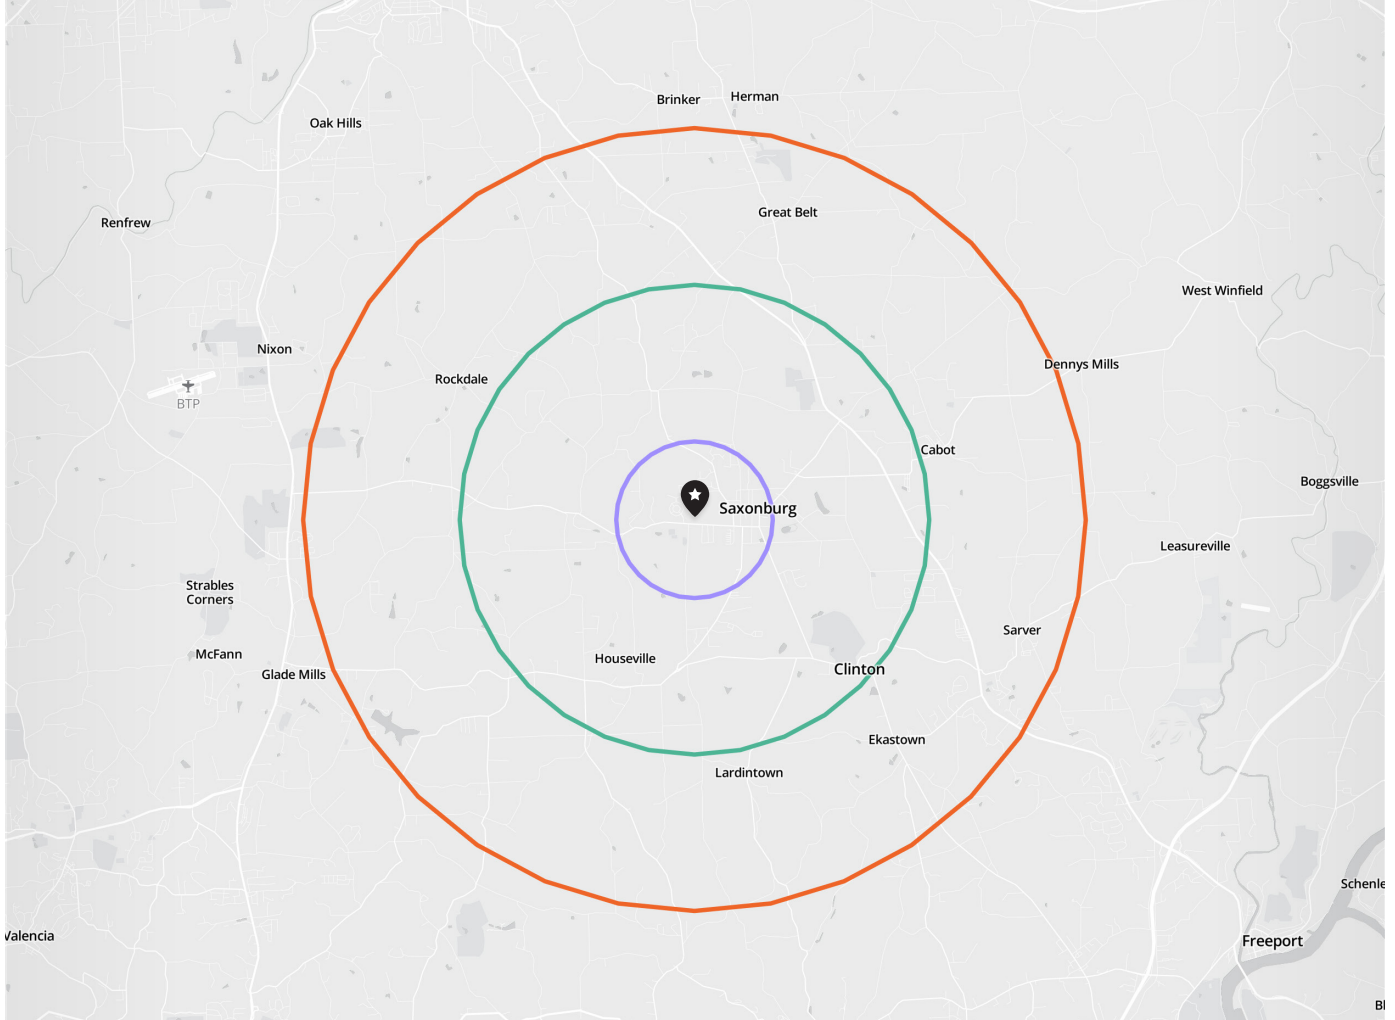 Brinker
Herman
Oak Hills
Great Belt
Renfrew
West Winfield
Nixon
Dennys Mills
Rockdale
BTP
Cabot
Boggsville
Saxonburg
Leasureville
Strables
Corners
Sarver
McFann
Houseville
Clinton
Glade Mills
Ekastown
Lardintown
Schenle
Valencia
Freeport
Bl